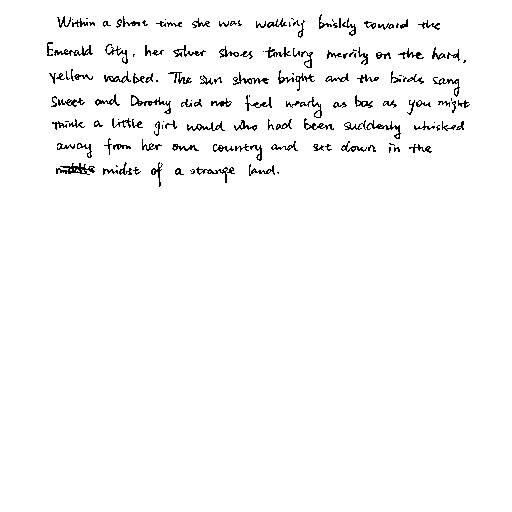 Within a short time she was walking briskly toward the
Emerald City, her silver shoes tinkling merrily on the hard,
yellow roadbed. The sun shone bright and the birds sang
sweet and Dorothy did not feel nearly as bas as you might
think a little girl would who had been suddenly whisked
away from her own country and set down in the
midst of a strange land.